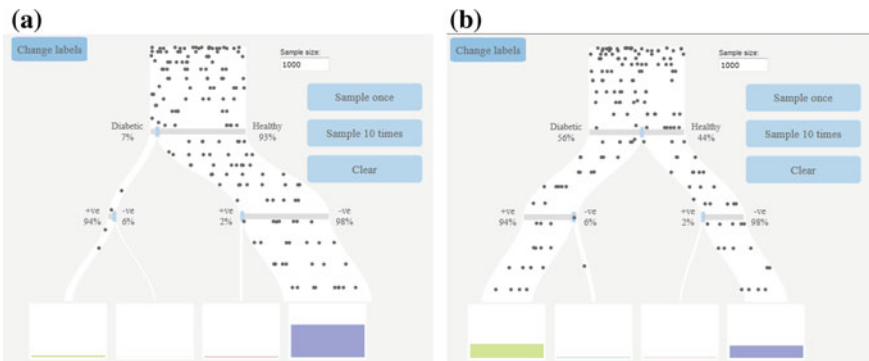 (a)
Change labels
Sample size:
1000
Sample once
Sample 10 times
Clear
Diabetic
7%
Healthy
93%
+ve
94%
-ve
6%
+ve
2%
-ve
98%
(b)
Change labels
Sample size:
1000
Sample once
Sample 10 times
Clear
Diabetic
56%
Healthy
44%
+ve
94%
-ve
6%
+ve
2%
-ve
98%